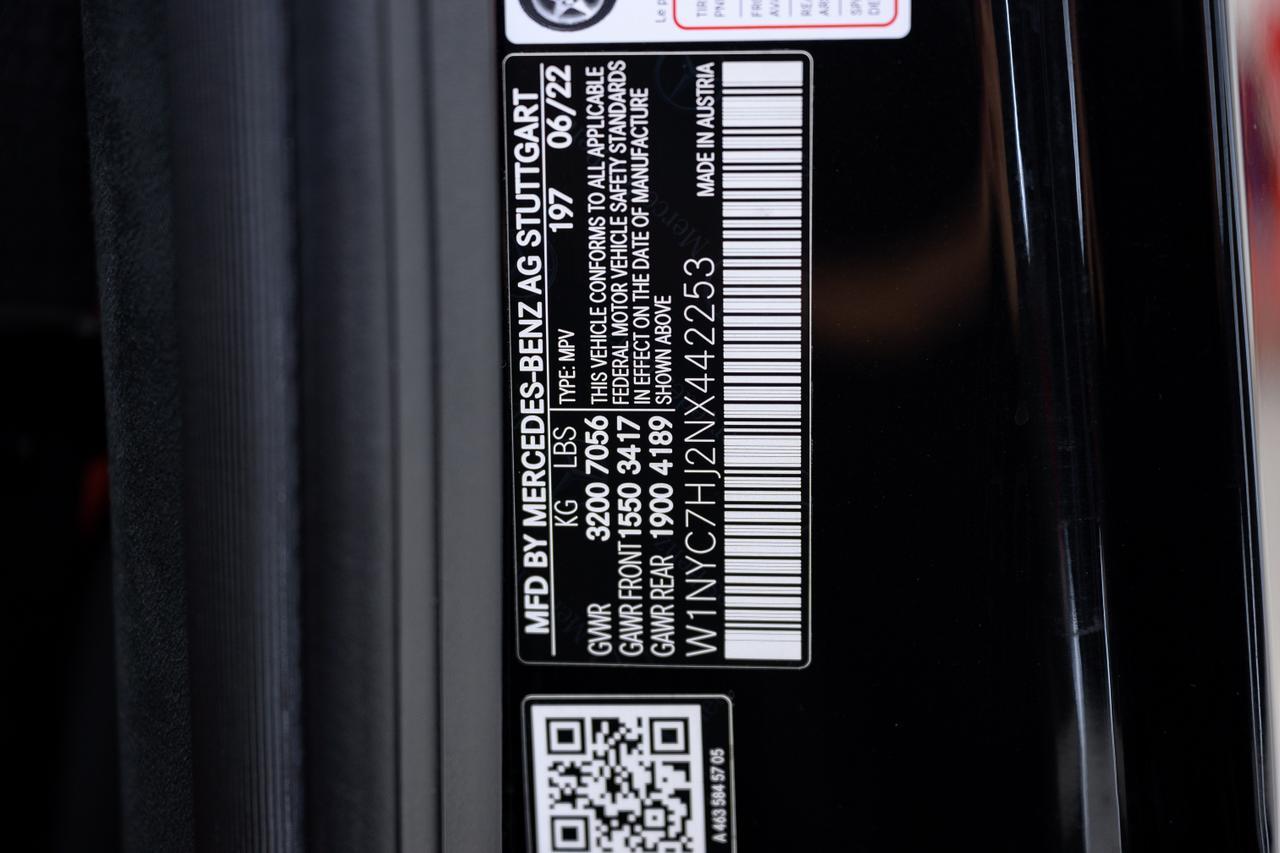 Le p
MFD BY MERCEDES-BENZ AG STUTTGART
KG LBS TYPE: MPV 197 06/22
GVWR 3200 7056 THIS VEHICLE CONFORMS TO ALL APPLICABLE
GAWR FRONT 1550 3417 FEDERAL MOTOR VEHICLE SAFETY STANDARDS
IN EFFECT ON THE DATE OF MANUFACTURE
GAWR REAR 1900 4189 SHOWN ABOVE
W1NYC7HJ2NX442253 MADE IN AUSTRIA
A 463 584 57 05